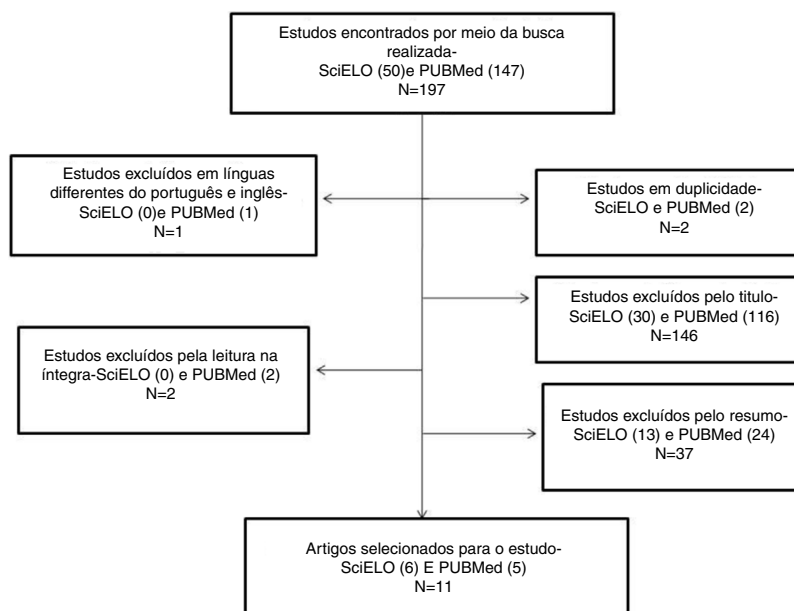 Estudos encontrados por meio da busca
realizada-
SciELO (50)e PUBMed (147)
N=197
Estudos excluídos em línguas
differentes do português e inglês-
SciELO (0)e PUBMed (1)
N=1
Estudos em duplicidade-
SciELO e PUBMed (2)
N=2
Estudos excluídos pelo titulo-
SciELO (30) e PUBMed (116)
N=146
Estudos excluídos pela leitura na
íntegra-SciELO (0) e PUBMed (2)
N=2
Estudos excluídos pelo resumo-
SciELO (13) e PUBMed (24)
N=37
Artigos selecionados para o estudo-
SciELO (6) E PUBMed (5)
N=11